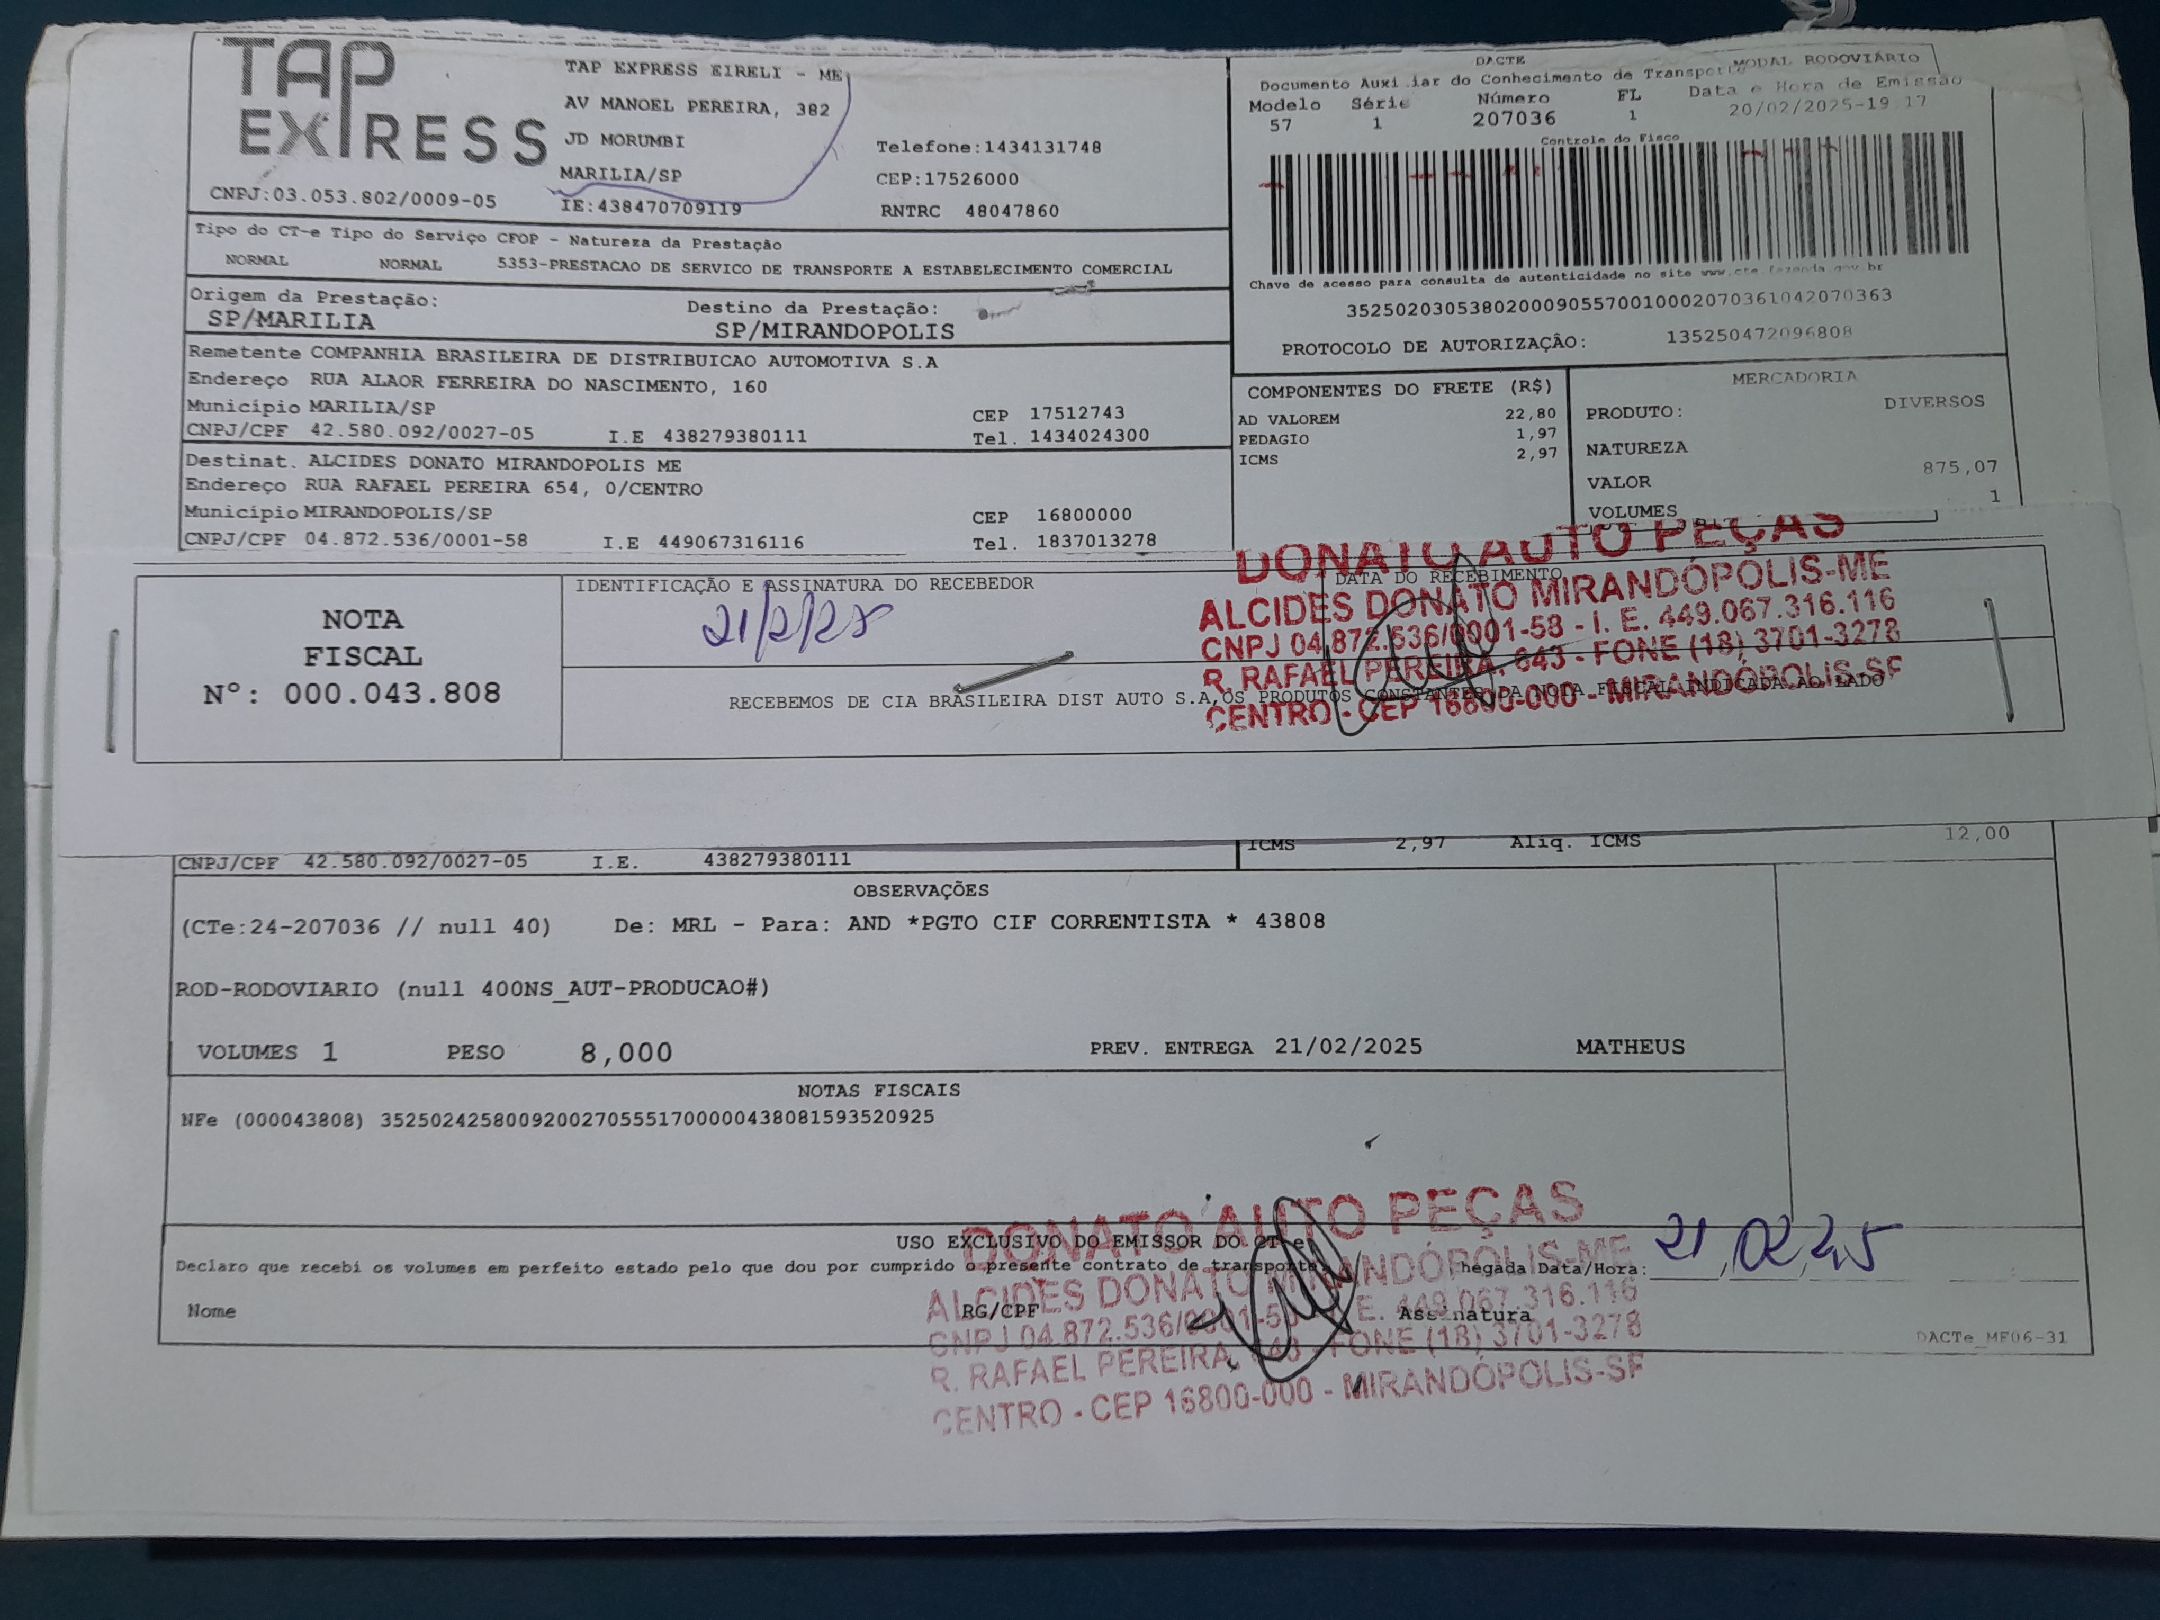 TAP
EXPRESS
TAP EXPRESS EIRELI - ME
AV MANOEL PEREIRA, 382
JD MORUMBI
Telefone:1434131748
MARILIA/SP
CEP:17526000
CNPJ:03.053.802/0009-05
IE:438470709119
RNTRC 48047860
DACTE
MODAL RODOVIÁRIO
Documento Auxiliar do Conhecimento de Transporte
Modelo Série Número FL Data e Hora de Emissão
57 1 207036 1 20/02/2025-19 17
Controle do Fisco
Chave de acesso para consulta de autenticidade no site www.cte.fazenda.gov.br
35250203053802000905570010002070361042070363
PROTOCOLO DE AUTORIZAÇÃO: 135250472096808
Tipo do CT-e Tipo do Serviço CFOP - Natureza da Prestação
NORMAL NORMAL 5353-PRESTACAO DE SERVICO DE TRANSPORTE A ESTABELECIMENTO COMERCIAL
Origem da Prestação: Destino da Prestação:
SP/MARILIA SP/MIRANDOPOLIS
Remetente COMPANHIA BRASILEIRA DE DISTRIBUICAO AUTOMOTIVA S.A
Endereço RUA ALAOR FERREIRA DO NASCIMENTO, 160
Município MARILIA/SP CEP 17512743
CNPJ/CPF 42.580.092/0027-05 I.E 438279380111 Tel. 1434024300
Destinat. ALCIDES DONATO MIRANDOPOLIS ME
Endereço RUA RAFAEL PEREIRA 654, 0/CENTRO
Município MIRANDOPOLIS/SP CEP 16800000
CNPJ/CPF 04.872.536/0001-58 I.E 449067316116 Tel. 1837013278
COMPONENTES DO FRETE (R$)
AD VALOREM 22,80
PEDAGIO 1,97
ICMS 2,97
MERCADORIA
PRODUTO: DIVERSOS
NATUREZA
VALOR 875,07
VOLUMES 1
NOTA
FISCAL
Nº: 000.043.808
IDENTIFICAÇÃO E ASSINATURA DO RECEBEDOR
21/2/25
DATA DO RECEBIMENTO
RECEBEMOS DE CIA BRASILEIRA DIST AUTO S.A,OS PRODUTOS CONSTANTES DA NOTA FISCAL INDICADA AO LADO
DONATO AUTO PEÇAS
ALCIDES DONATO MIRANDÓPOLIS-ME
CNPJ 04.872.536/0001-58 - I. E. 449.067.316.116
R. RAFAEL PEREIRA, 643 - FONE (18) 3701-3278
CENTRO - CEP 16800-000 - MIRANDÓPOLIS-SP
CNPJ/CPF 42.580.092/0027-05 I.E. 438279380111
ICMS 2,97 Aliq. ICMS 12,00
OBSERVAÇÕES
(CTe:24-207036 // null 40) De: MRL - Para: AND *PGTO CIF CORRENTISTA * 43808
ROD-RODOVIARIO (null 400NS_AUT-PRODUCAO#)
VOLUMES 1 PESO 8,000 PREV. ENTREGA 21/02/2025 MATHEUS
NOTAS FISCAIS
NFe (000043808) 35250242580092002705551700000438081593520925
USO EXCLUSIVO DO EMISSOR DO CT-e
Declaro que recebi os volumes em perfeito estado pelo que dou por cumprido o presente contrato de transporte. Chegada Data/Hora: 21 02 25
Nome RG/CPF Assinatura
DACTe_MF06-31
DONATO AUTO PEÇAS
ALCIDES DONATO MIRANDÓPOLIS-ME
CNPJ 04.872.536/0001-58 - I. E. 449.067.316.116
R. RAFAEL PEREIRA, 643 - FONE (18) 3701-3278
CENTRO - CEP 16800-000 - MIRANDÓPOLIS-SP